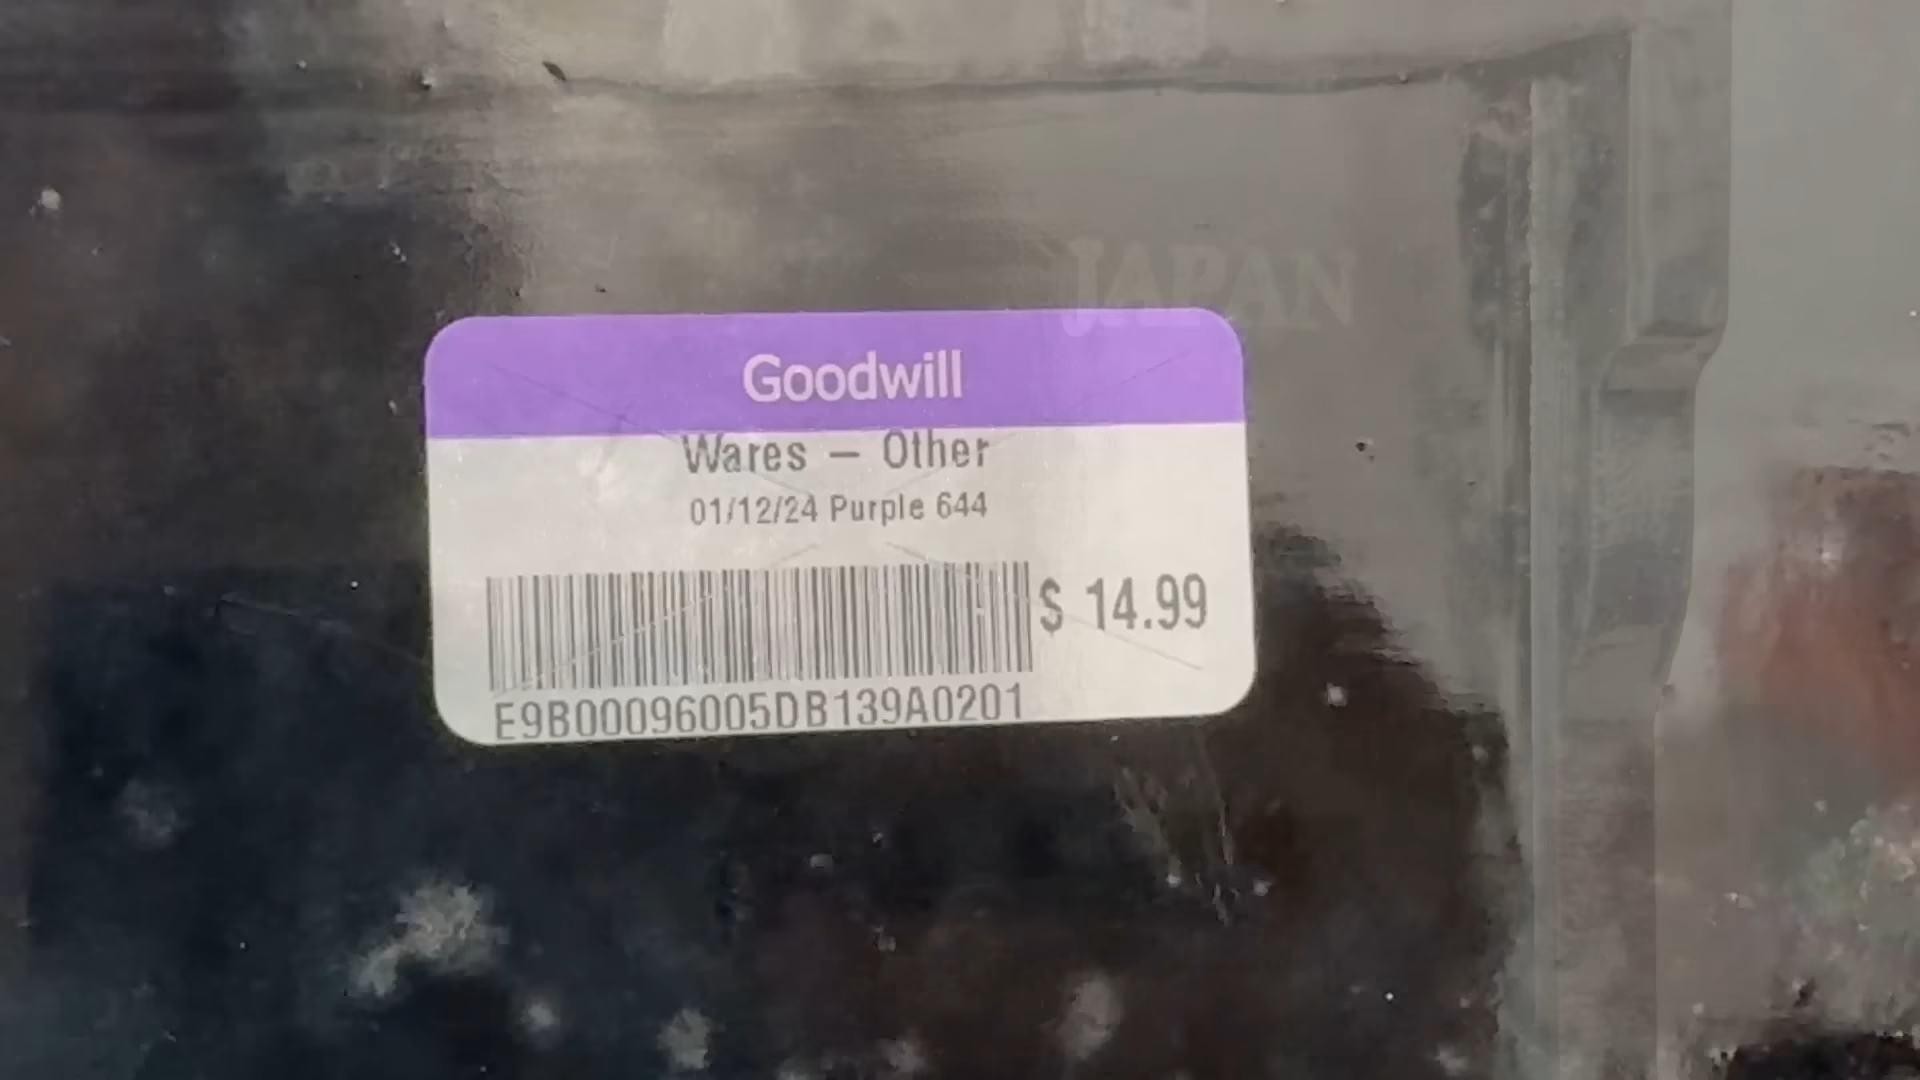 JAPAN
Goodwill
Wares – Other
01/12/24 Purple 644
$ 14.99
E9B00096005DB139A0201